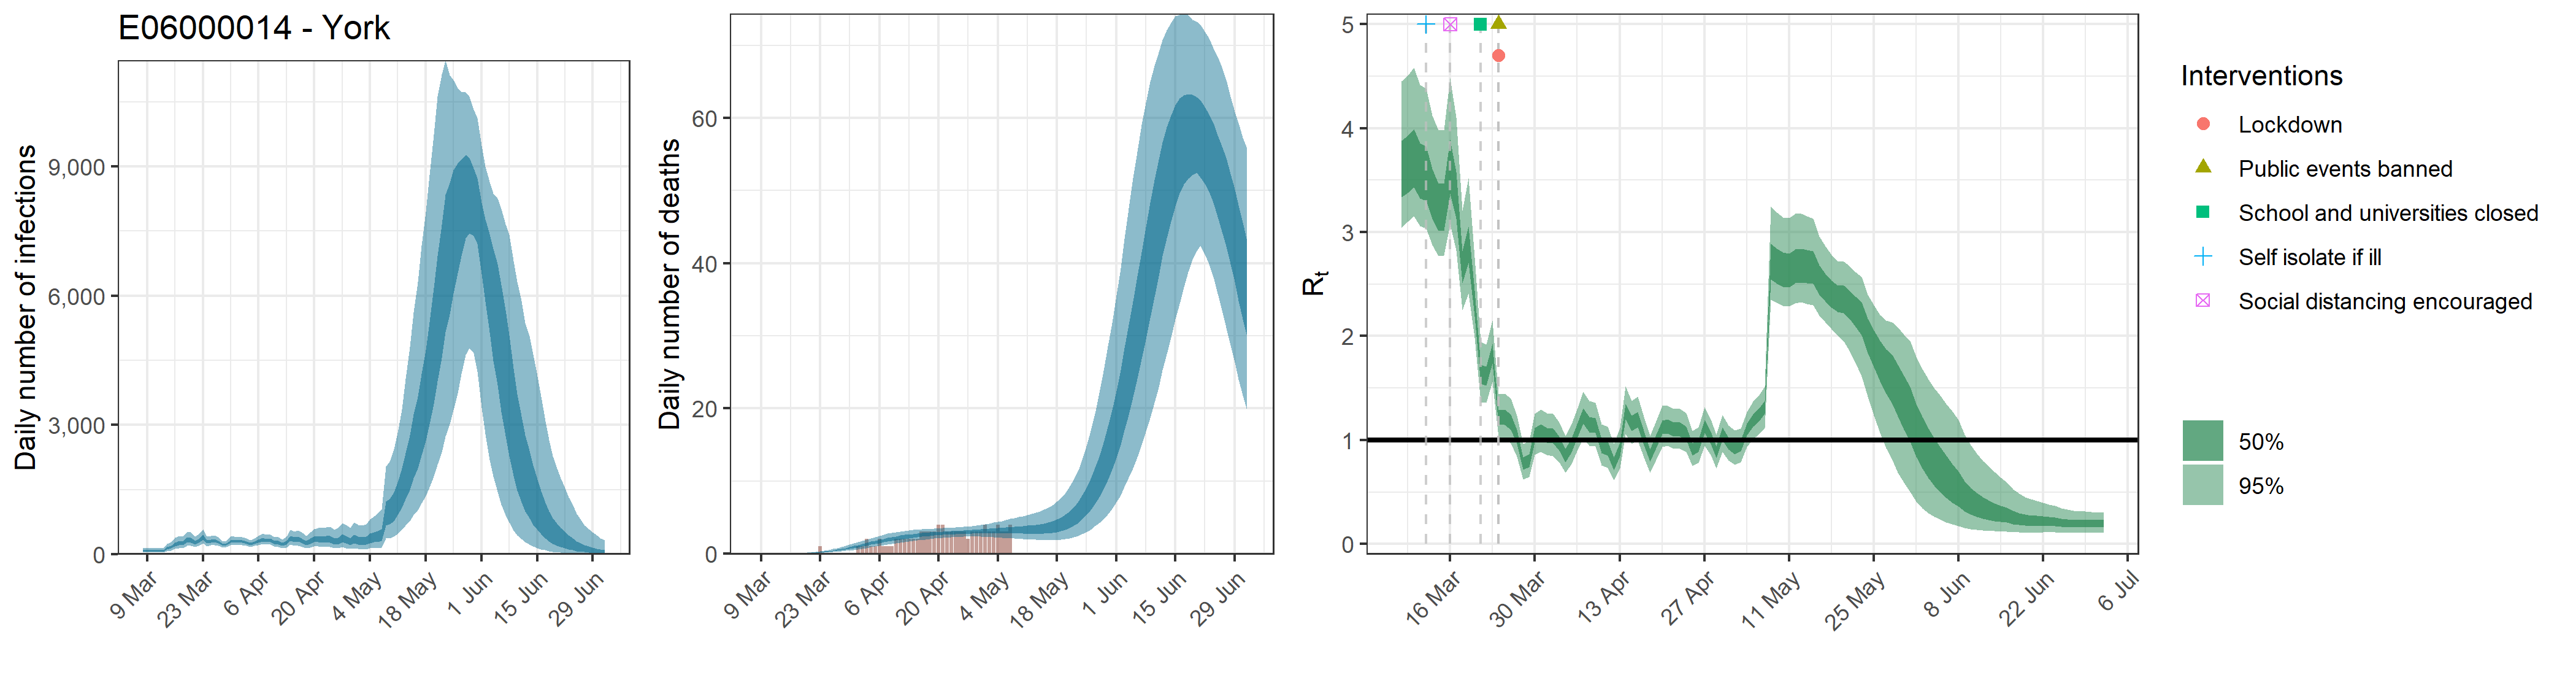 E06000014 - York
Daily number of infections
9,000
6,000
3,000
0
9 Mar
23 Mar
6 Apr
20 Apr
4 May
18 May
1 Jun
15 Jun
29 Jun
Daily number of deaths
60
40
20
0
9 Mar
23 Mar
6 Apr
20 Apr
4 May
18 May
1 Jun
15 Jun
29 Jun
Rt
5
4
3
2
1
0
16 Mar
30 Mar
13 Apr
27 Apr
11 May
25 May
8 Jun
22 Jun
6 Jul
Interventions
Lockdown
Public events banned
School and universities closed
Self isolate if ill
Social distancing encouraged
50%
95%